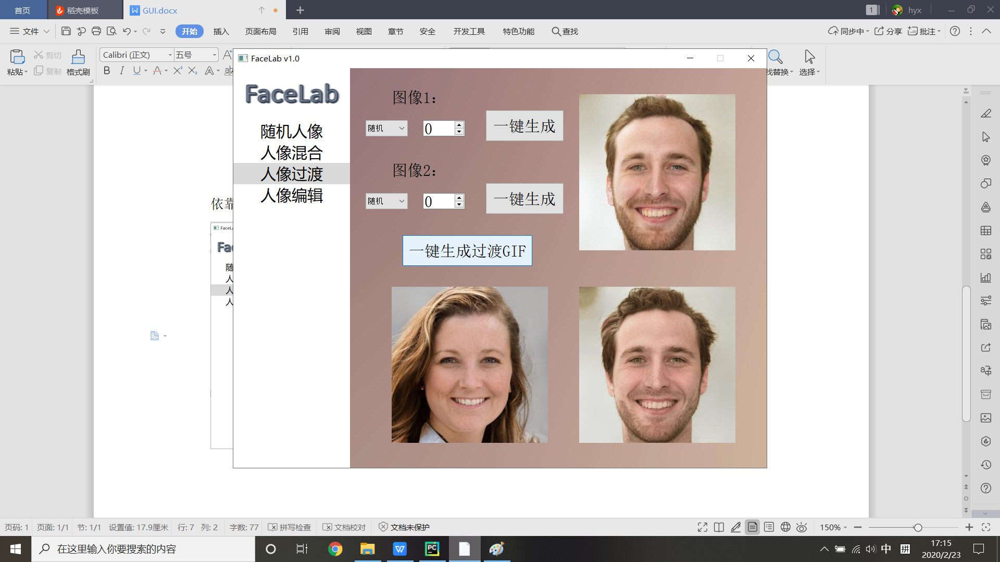 首页
稻壳模板
GUI.docx
1
hyx
文件
开始
插入
页面布局
引用
审阅
视图
章节
安全
开发工具
特色功能
查找
同步中
分享
批注
粘贴
剪切
复制
格式刷
Calibri (正文)
五号
找替换
选择
FaceLab v1.0
FaceLab
随机人像
人像混合
人像过渡
人像编辑
图像1:
随机
0
一键生成
图像2:
随机
0
一键生成
一键生成过渡GIF
依靠
页码: 1
页面: 1/1
节: 1/1
设置值: 17.9厘米
行: 7
列: 2
字数: 77
拼写检查
文档校对
文档未保护
150%
在这里输入你要搜索的内容
中
拼
17:15
2020/2/23